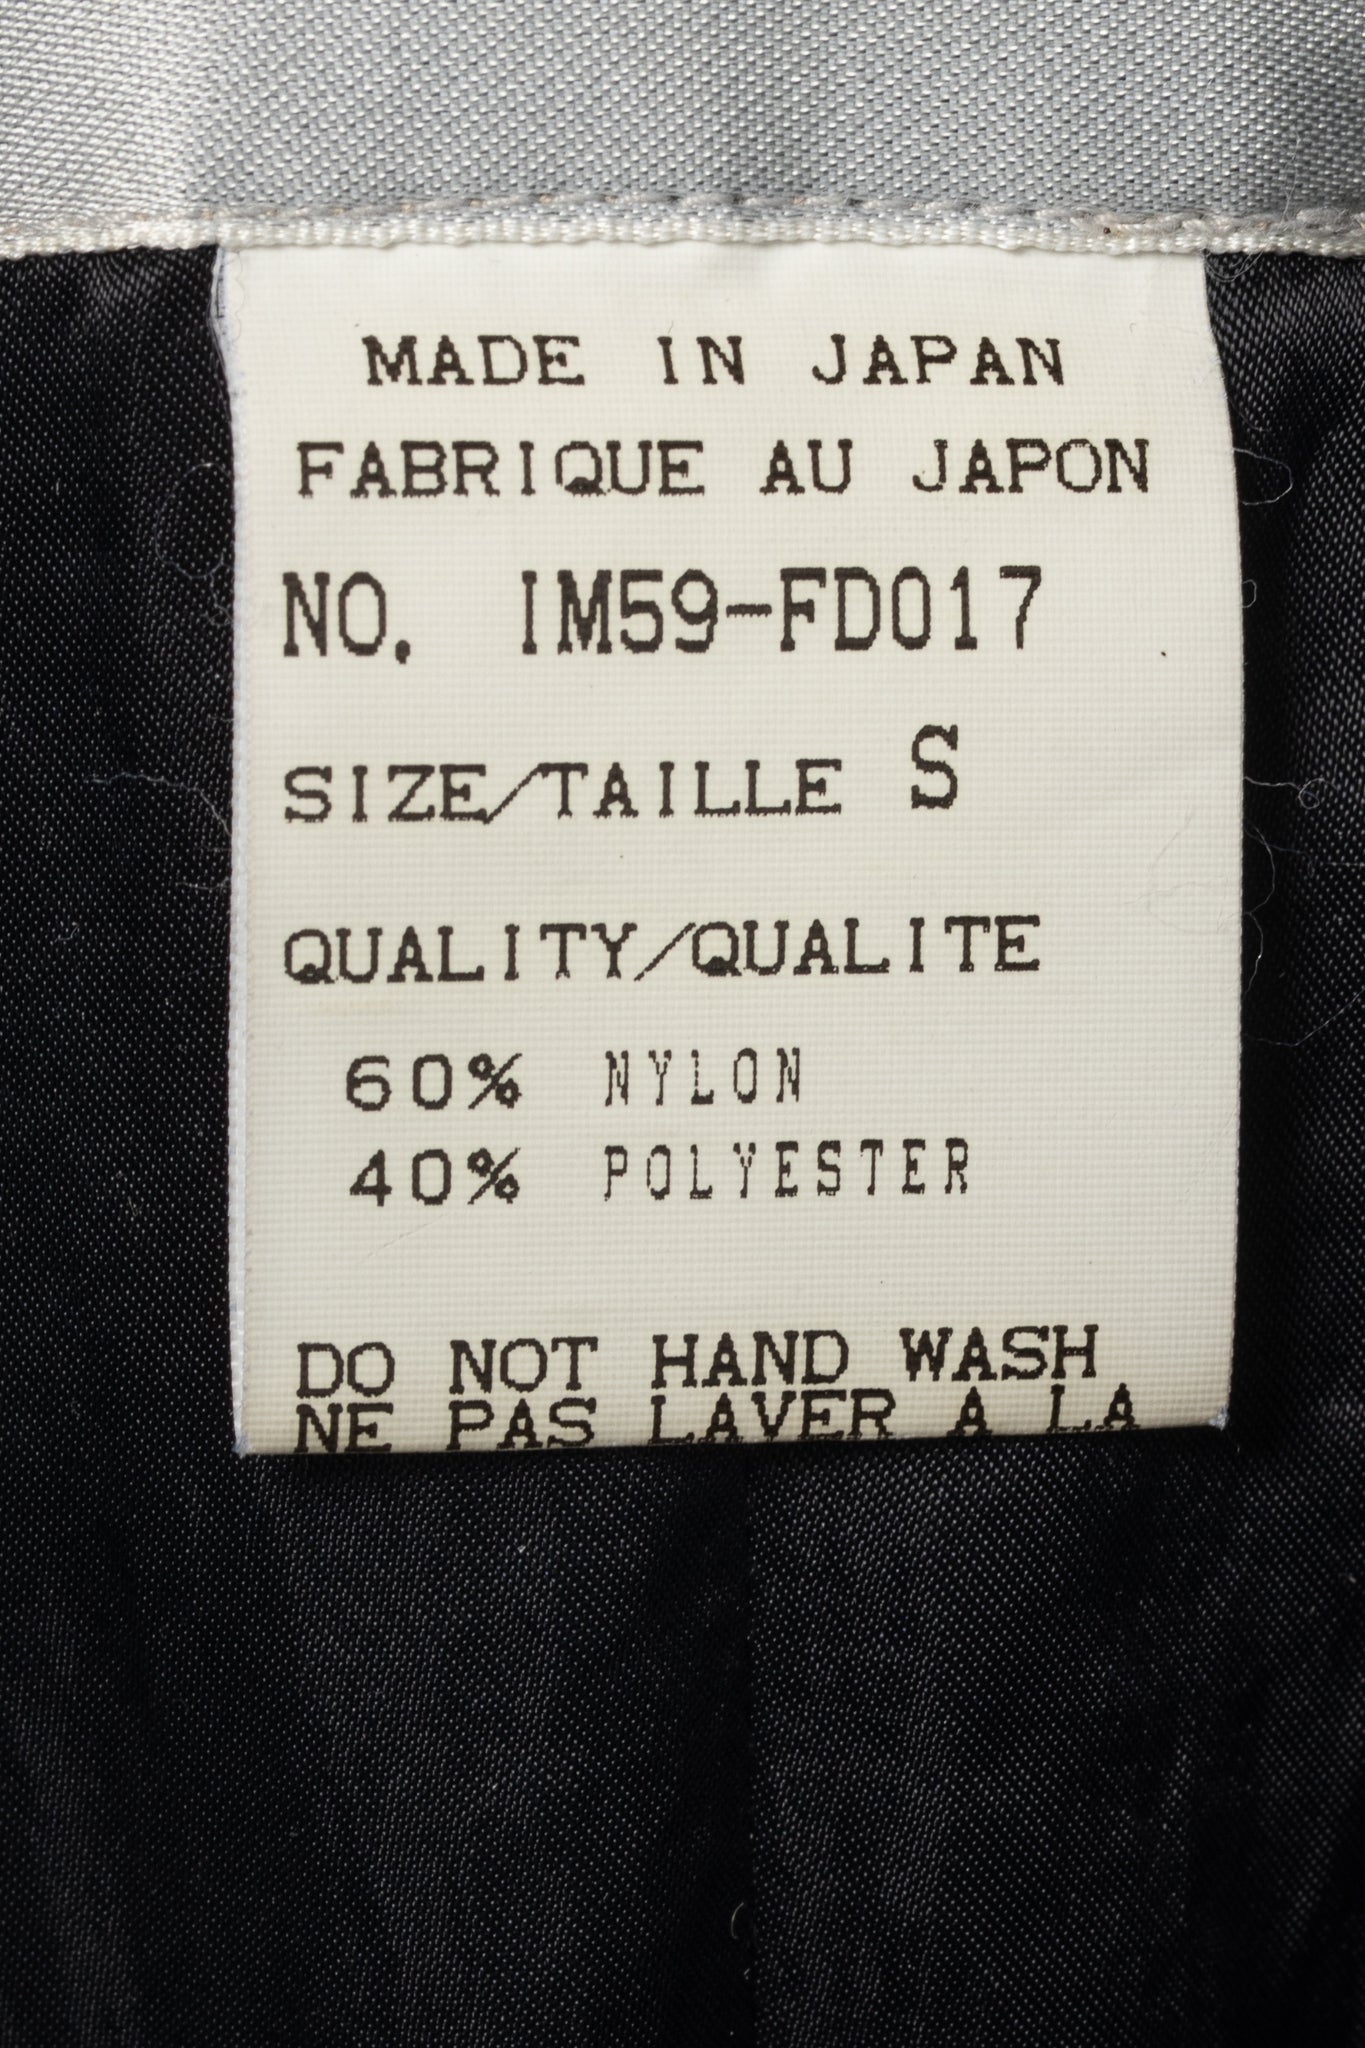 MADE IN JAPAN
FABRIQUE AU JAPON
NO. IM59-FD017
SIZE/TAILLE S
QUALITY/QUALITE
60% NYLON
40% POLYESTER
DO NOT HAND WASH
NE PAS LAVER A LA